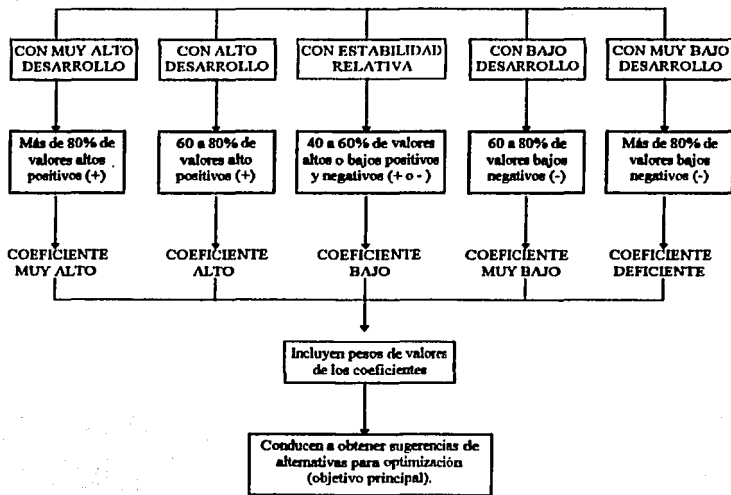 CON MUY ALTO
DESARROLLO
CON ALTO
DESARROLLO
CON ESTABILIDAD
RELATIVA
CON BAJO
DESARROLLO
CON MUY BAJO
DESARROLLO
Más de 80% de
valores altos
positivos (+)
60 a 80% de
valores alto
positivos (+)
40 a 60% de valores
altos o bajos positivos
y negativos (+ o - )
60 a 80% de
valores bajos
negativos (-)
Más de 80% de
valores bajos
negativos (-)
COEFICIENTE
MUY ALTO
COEFICIENTE
ALTO
COEFICIENTE
BAJO
COEFICIENTE
MUY BAJO
COEFICIENTE
DEFICIENTE
Incluyen pesos de valores
de los coeficientes
Conducen a obtener sugerencias de
alternativas para optimización
(objetivo principal).